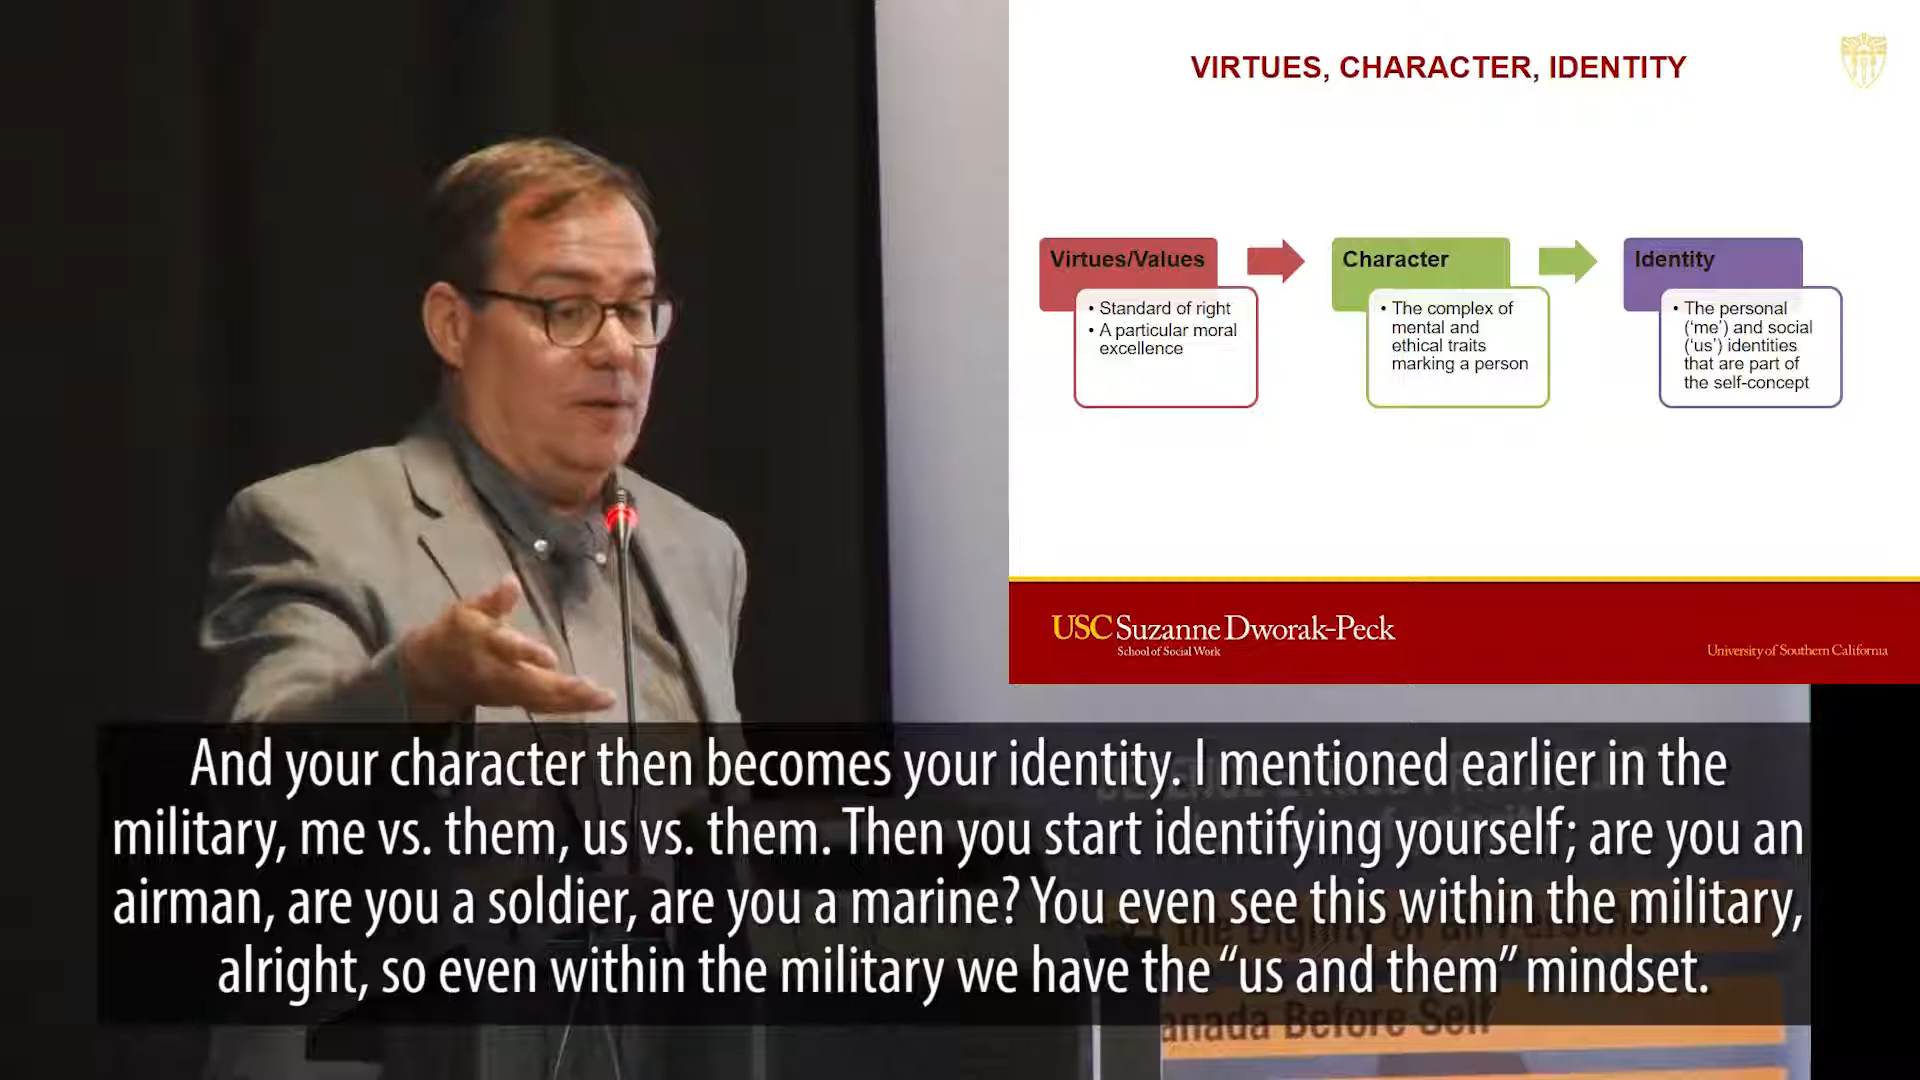 VIRTUES, CHARACTER, IDENTITY
Virtues/Values
• Standard of right
• A particular moral
excellence
Character
• The complex of
mental and
ethical traits
marking a person
Identity
• The personal
('me') and social
('us') identities
that are part of
the self-concept
USC Suzanne Dworak-Peck
School of Social Work
University of Southern California
And your character then becomes your identity. I mentioned earlier in the
military, me vs. them, us vs. them. Then you start identifying yourself; are you an
airman, are you a soldier, are you a marine? You even see this within the military,
alright, so even within the military we have the “us and them” mindset.
the Dignity of all Persons
Before Self